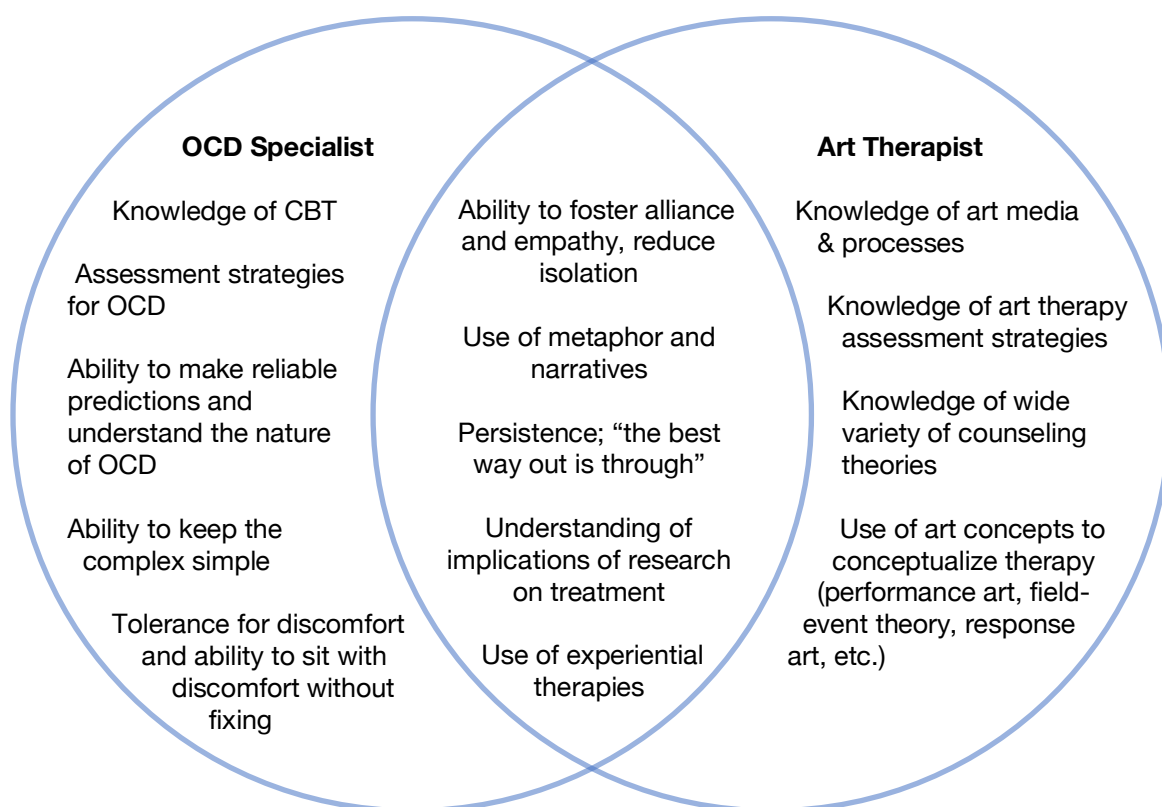 OCD Specialist
Knowledge of CBT
Assessment strategies
for OCD
Ability to make reliable
predictions and
understand the nature
of OCD
Ability to keep the
complex simple
Tolerance for discomfort
and ability to sit with
discomfort without
fixing
Ability to foster alliance
and empathy, reduce
isolation
Use of metaphor and
narratives
Persistence; “the best
way out is through”
Understanding of
implications of research
on treatment
Use of experiential
therapies
Art Therapist
Knowledge of art media
& processes
Knowledge of art therapy
assessment strategies
Knowledge of wide
variety of counseling
theories
Use of art concepts to
conceptualize therapy
(performance art, field-
event theory, response
art, etc.)